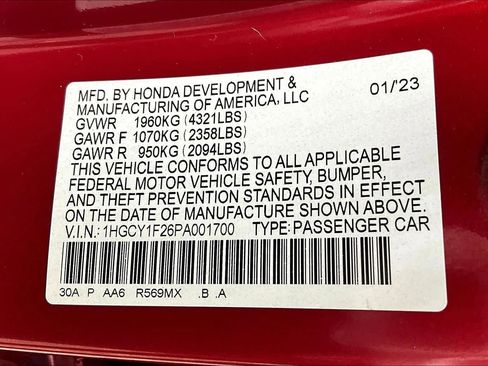 MFD. BY HONDA DEVELOPMENT &
MANUFACTURING OF AMERICA, LLC 01/'23
GVWR 1960KG (4321LBS)
GAWR F 1070KG (2358LBS)
GAWR R 950KG (2094LBS)
THIS VEHICLE CONFORMS TO ALL APPLICABLE
FEDERAL MOTOR VEHICLE SAFETY, BUMPER,
AND THEFT PREVENTION STANDARDS IN EFFECT
ON THE DATE OF MANUFACTURE SHOWN ABOVE.
V.I.N.: 1HGCY1F26PA001700 TYPE: PASSENGER CAR
30A P AA6 R569MX .B .A